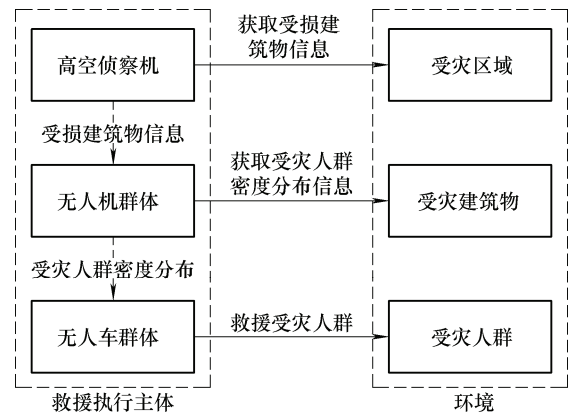 获取受损建
筑物信息
高空侦察机
受灾区域
受损建筑物信息
获取受灾人群
密度分布信息
无人机群体
受灾建筑物
受灾人群密度分布
救援受灾人群
无人车群体
受灾人群
救援执行主体
环境